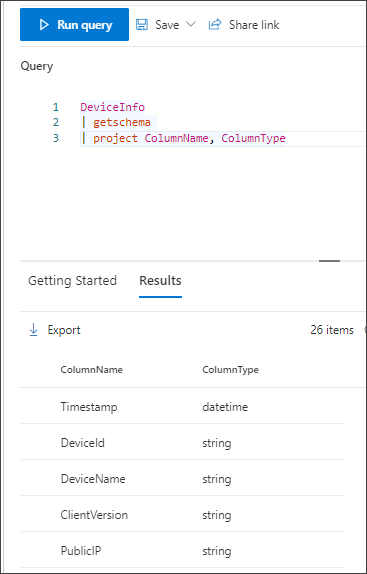 Run query Save Share link
Query
1 DeviceInfo
2 | getschema
3 | project ColumnName, ColumnType
Getting Started Results
Export 26 items
ColumnName ColumnType
Timestamp datetime
DeviceId string
DeviceName string
ClientVersion string
PublicIP string